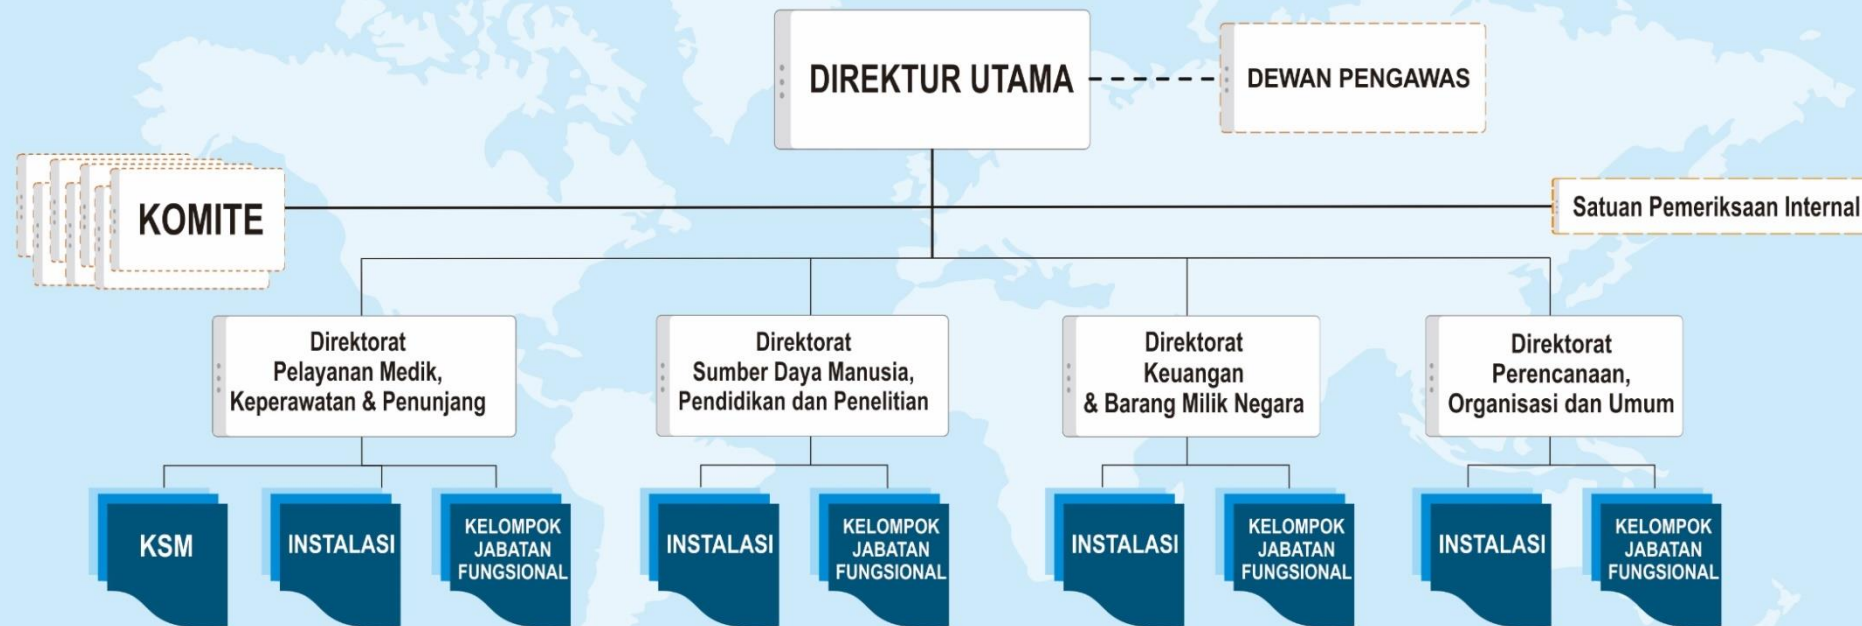 DIREKTUR UTAMA
DEWAN PENGAWAS
KOMITE
Satuan Pemeriksaan Internal
Direktorat
Pelayanan Medik,
Keperawatan & Penunjang
Direktorat
Sumber Daya Manusia,
Pendidikan dan Penelitian
Direktorat
Keuangan
& Barang Milik Negara
Direktorat
Perencanaan,
Organisasi dan Umum
KSM
INSTALASI
KELOMPOK
JABATAN
FUNGSIONAL
INSTALASI
KELOMPOK
JABATAN
FUNGSIONAL
INSTALASI
KELOMPOK
JABATAN
FUNGSIONAL
INSTALASI
KELOMPOK
JABATAN
FUNGSIONAL